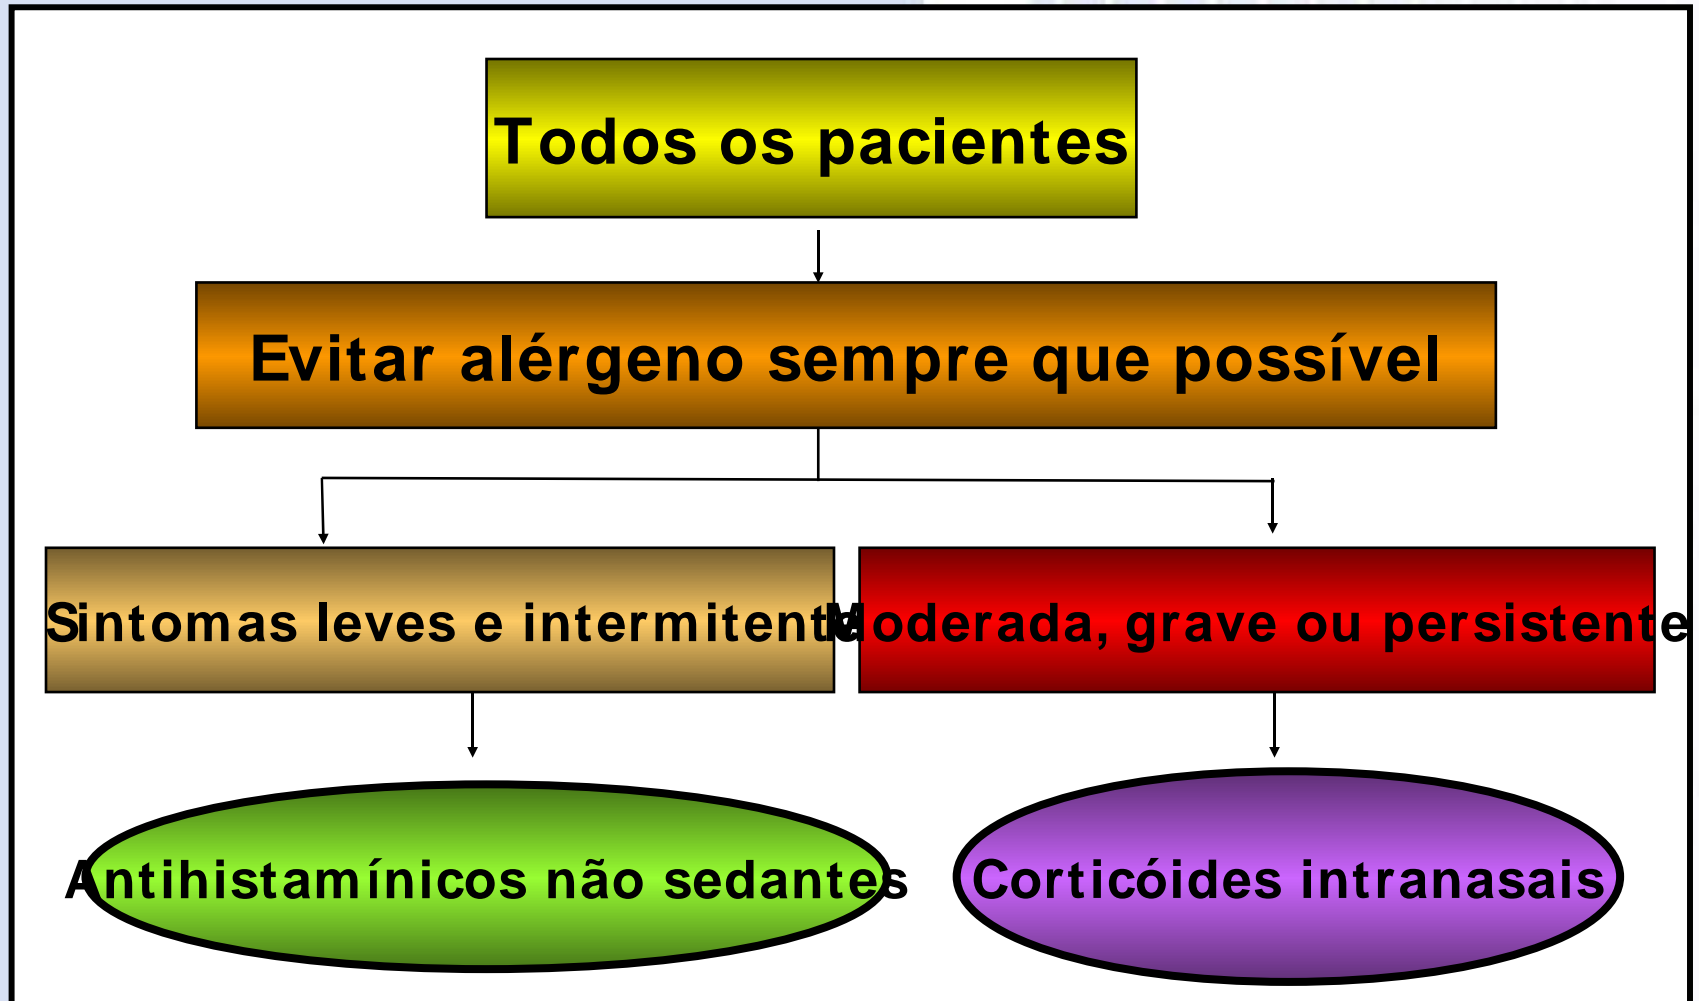 Todos os pacientes
Evitar alérgeno sempre que possível
Sintomas leves e intermitente
Moderada, grave ou persistente
Antihistamínicos não sedantes
Corticóides intranasais